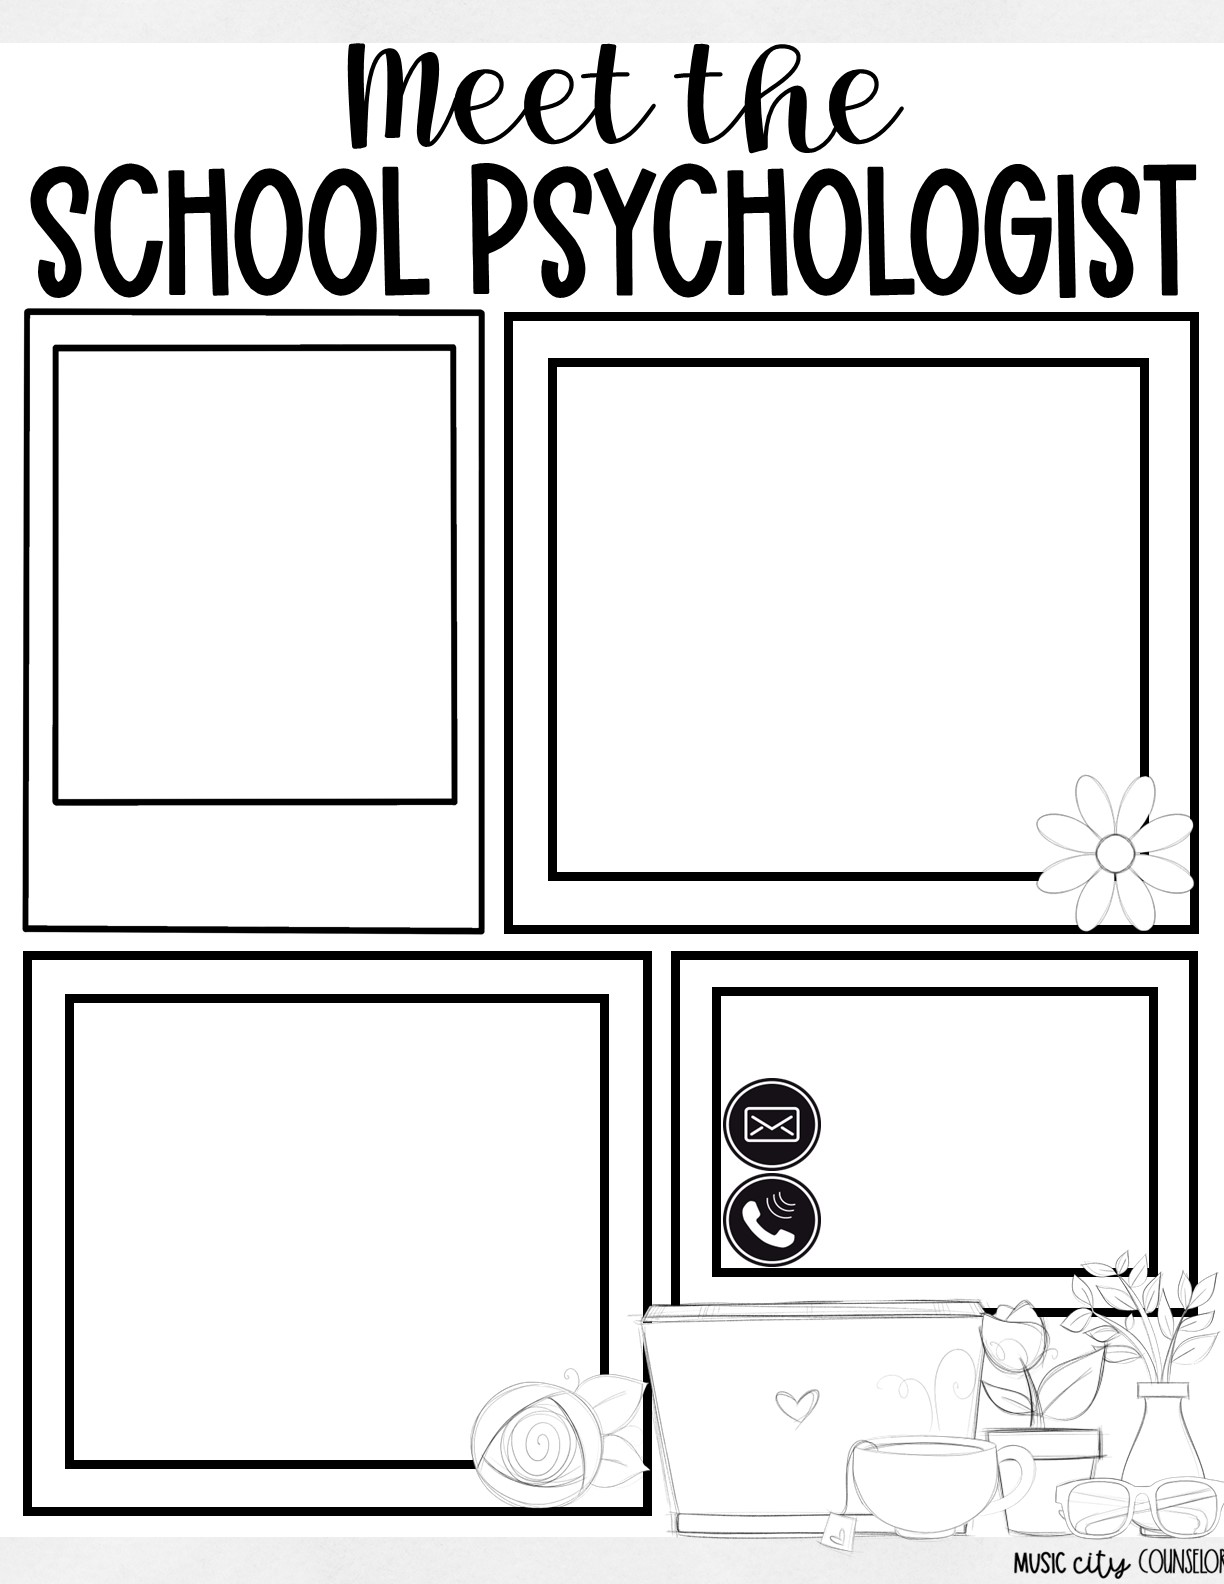 Meet the
SCHOOL PSYCHOLOGIST
MUSIC city COUNSELOR